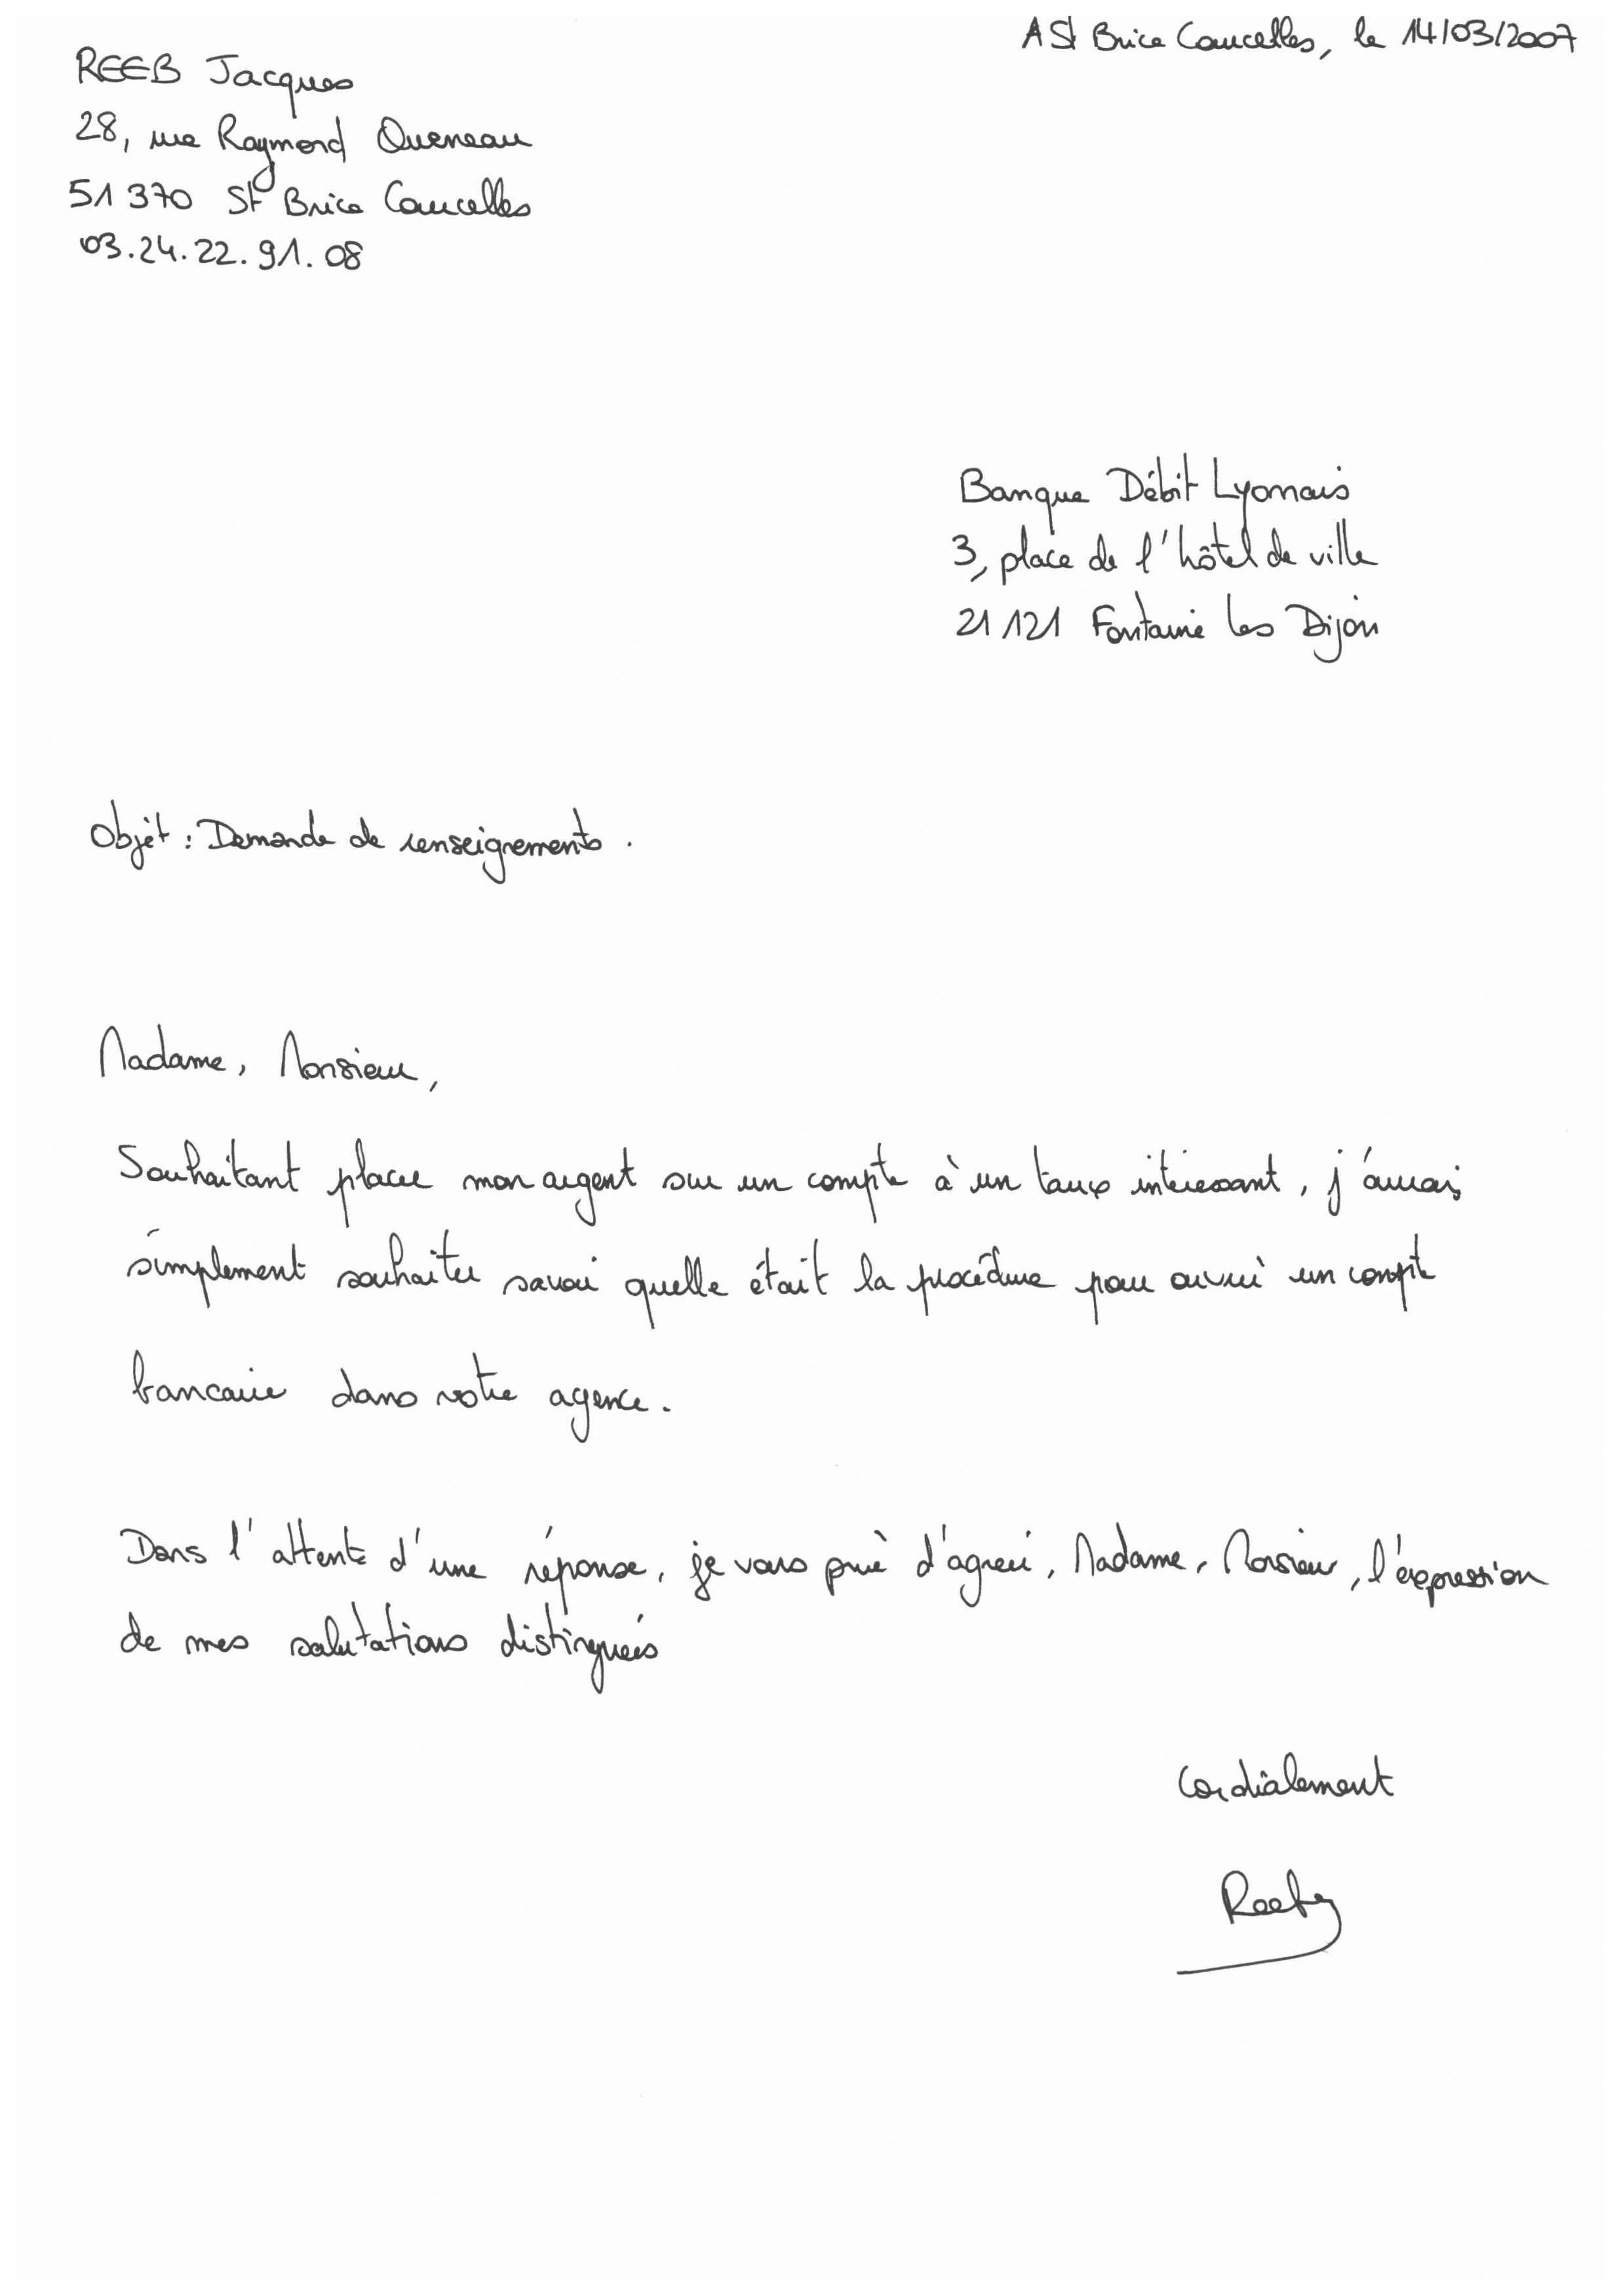 A St Brice Courcelles, le 14/03/2007
REEB Jacques
28, rue Raymond Queneau
51 370 St Brice Courcelles
03.24.22.91.08
Banque Débit Lyonnais
3, place de l'hôtel de ville
21 121 Fontaine les Dijon
Objet : Demande de renseignements.
Madame, Monsieur,
Souhaitant placer mon argent sur un compte à un taux intéressant, j'aurais
simplement souhaiter savoir quelle était la procédure pour ouvrir un compte
bancaire dans votre agence.
Dans l'attente d'une réponse, je vous prie d'agréer, Madame, Monsieur, l'expression
de mes salutations distinguées
Cordialement
Reeb